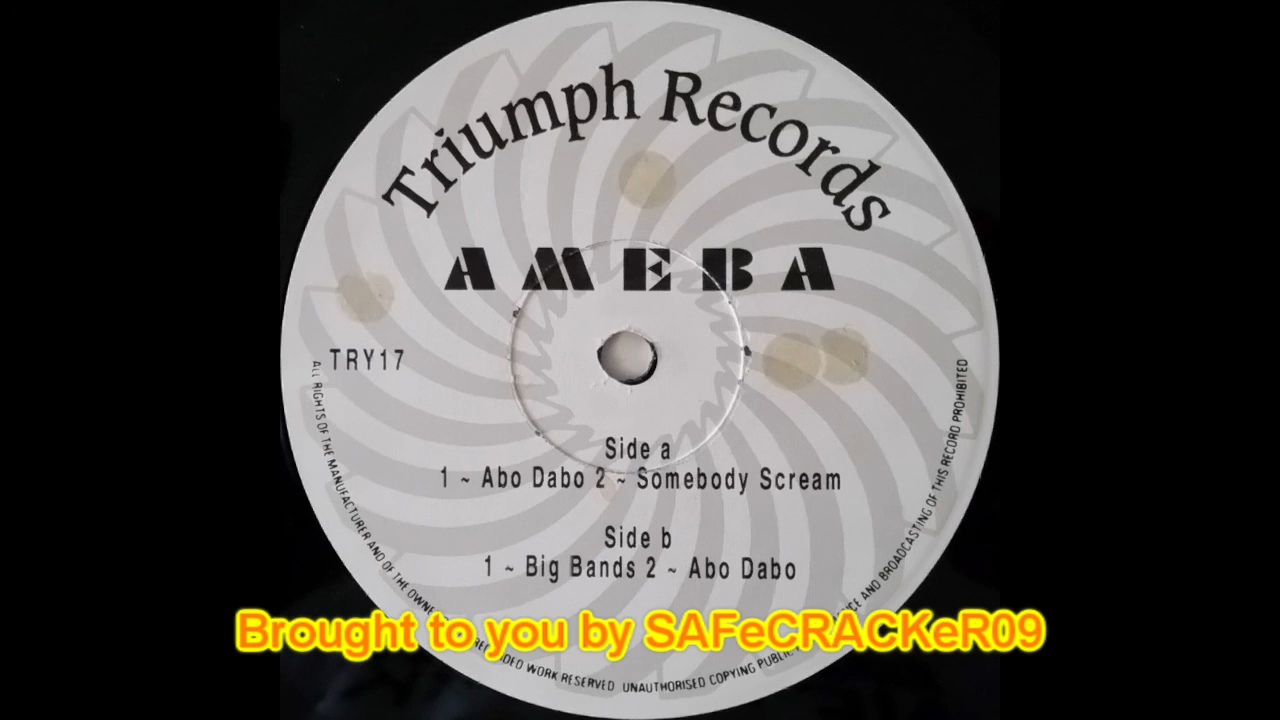 Triumph Records
AMEBA
TRY17
Side a
1 ~ Abo Dabo 2 ~ Somebody Scream
Side b
1 ~ Big Bands 2 ~ Abo Dabo
ALL RIGHTS OF THE MANUFACTURER AND OF THE OWNE
WORK RESERVED UNAUTHORISED COPYING PUBLIC
AND BROADCASTING OF THIS RECORD PROHIBITED
Brought to you by SAFeCRACKeR09